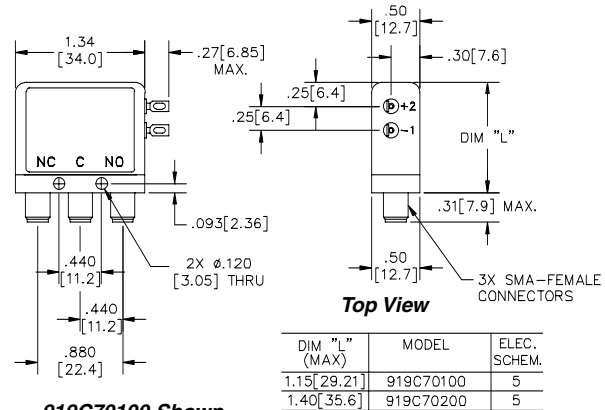 1.34
[34.0]
.27[6.85]
MAX.
NC C NO
.093[2.36]
2X ø.120
[3.05] THRU
.440
[11.2]
.440
[11.2]
.880
[22.4]
919C70100 Shown
.50
[12.7]
.30[7.6]
.25[6.4]
.25[6.4]
+2
-1
DIM "L"
.31[7.9] MAX.
.50
[12.7]
3X SMA-FEMALE
CONNECTORS
Top View
DIM "L"
(MAX) MODEL ELEC.
SCHEM.
1.15[29.21] 919C70100 5
1.40[35.6] 919C70200 5